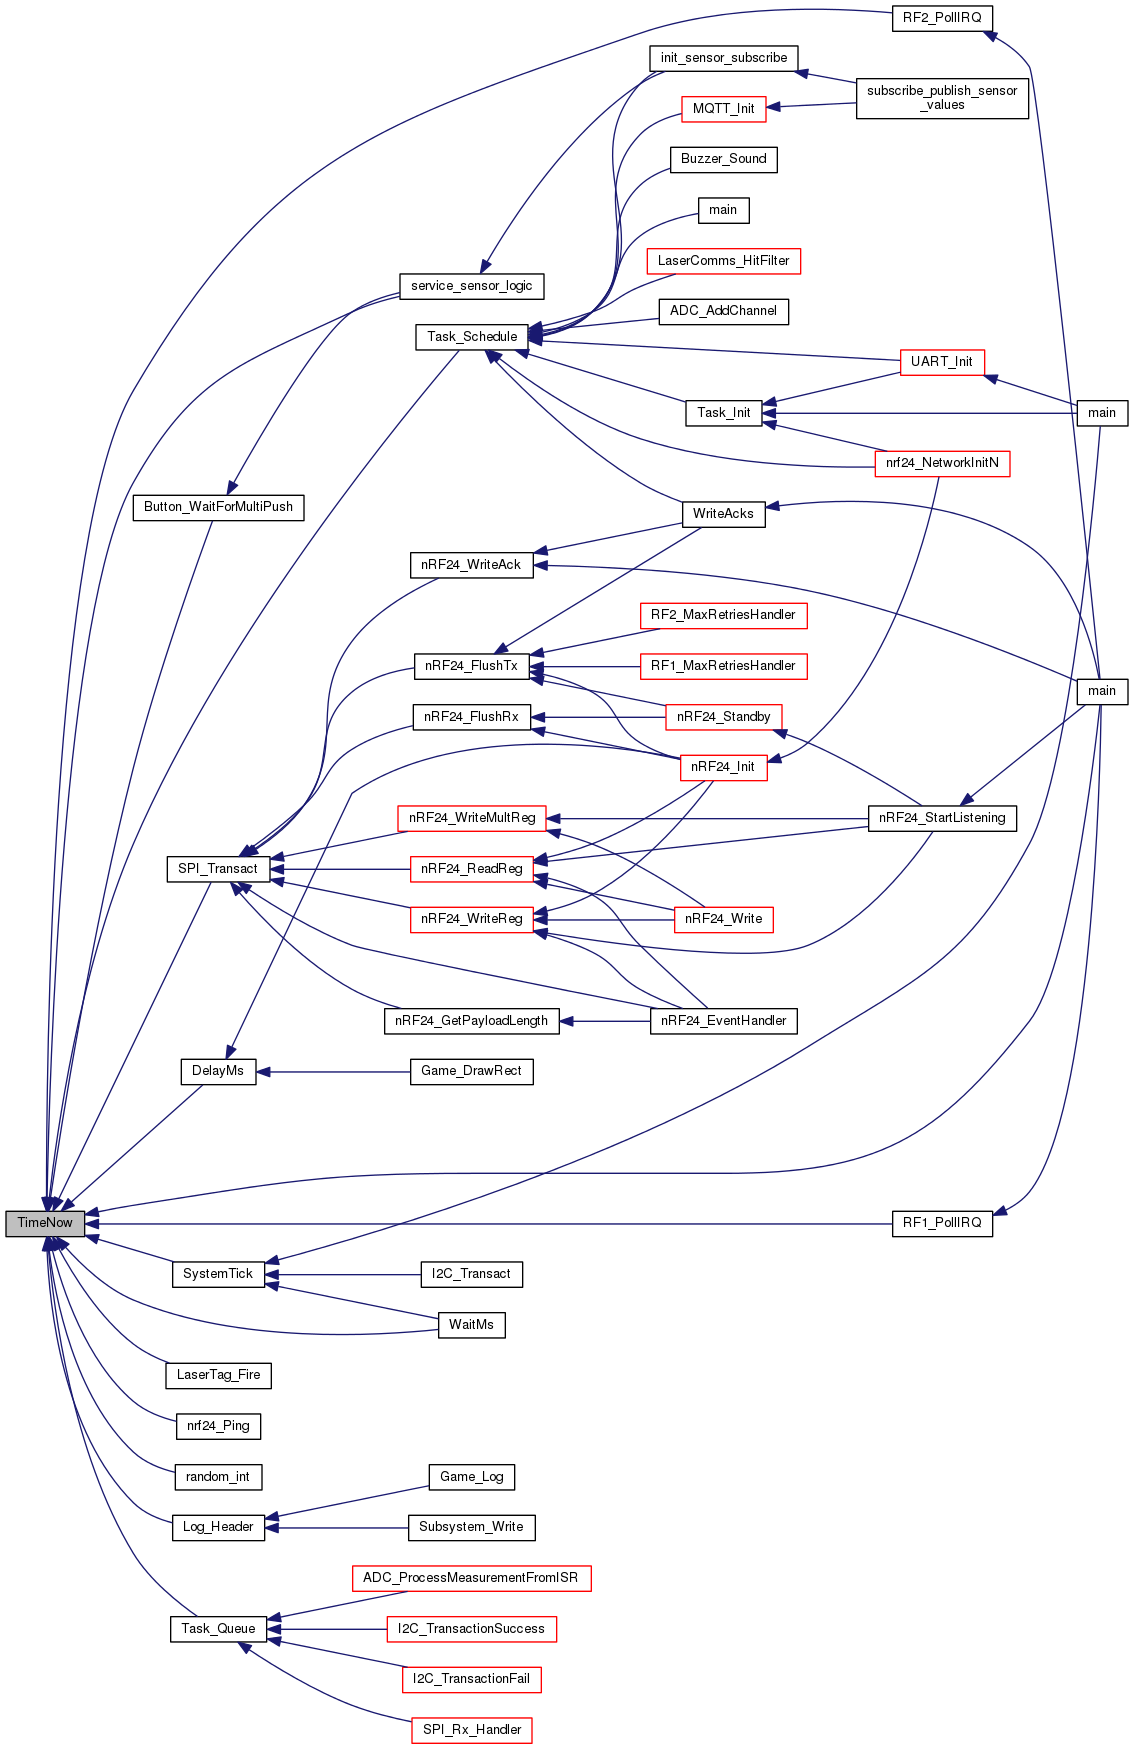 RF2_PollIRQ
init_sensor_subscribe
subscribe_publish_sensor
_values
MQTT_Init
Buzzer_Sound
main
LaserComms_HitFilter
service_sensor_logic
ADC_AddChannel
Task_Schedule
UART_Init
Task_Init
main
nrf24_NetworkInitN
Button_WaitForMultiPush
WriteAcks
nRF24_WriteAck
RF2_MaxRetriesHandler
nRF24_FlushTx
RF1_MaxRetriesHandler
main
nRF24_FlushRx
nRF24_Standby
nRF24_Init
nRF24_WriteMultReg
nRF24_StartListening
SPI_Transact
nRF24_ReadReg
nRF24_WriteReg
nRF24_Write
nRF24_GetPayloadLength
nRF24_EventHandler
DelayMs
Game_DrawRect
TimeNow
RF1_PollIRQ
SystemTick
I2C_Transact
WaitMs
LaserTag_Fire
nrf24_Ping
random_int
Game_Log
Log_Header
Subsystem_Write
ADC_ProcessMeasurementFromISR
Task_Queue
I2C_TransactionSuccess
I2C_TransactionFail
SPI_Rx_Handler